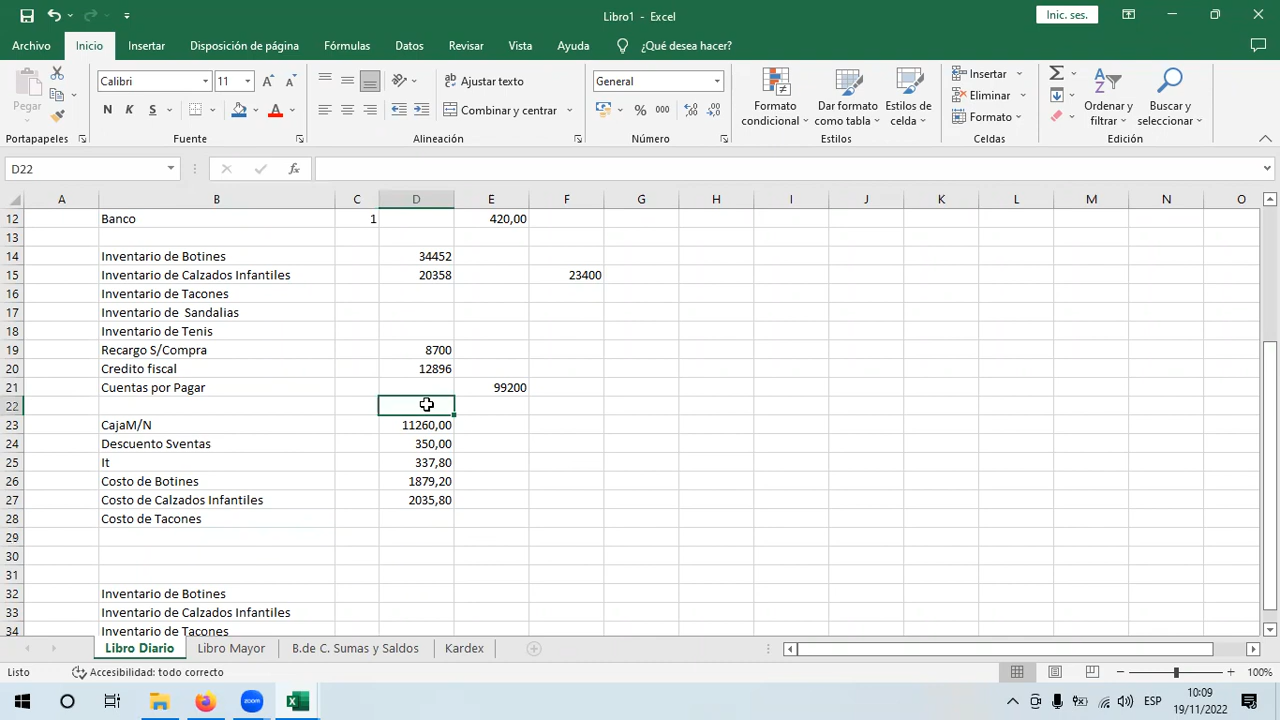 Libro1 - Excel
Inic. ses.
Archivo Inicio Insertar Disposición de página Fórmulas Datos Revisar Vista Ayuda ¿Qué desea hacer?
Pegar
Calibri 11
N K S
Ajustar texto
Combinar y centrar
General
% 000
Formato condicional
Dar formato como tabla
Estilos de celda
Insertar
Eliminar
Formato
Ordenar y filtrar
Buscar y seleccionar
Portapapeles Fuente Alineación Número Estilos Celdas Edición
D22 fx
A B C D E F G H I J K L M N O
12 Banco 1 420,00
13
14 Inventario de Botines 34452
15 Inventario de Calzados Infantiles 20358 23400
16 Inventario de Tacones
17 Inventario de  Sandalias
18 Inventario de Tenis
19 Recargo S/Compra 8700
20 Credito fiscal 12896
21 Cuentas por Pagar 99200
22
23 CajaM/N 11260,00
24 Descuento Sventas 350,00
25 It 337,80
26 Costo de Botines 1879,20
27 Costo de Calzados Infantiles 2035,80
28 Costo de Tacones
29
30
31
32 Inventario de Botines
33 Inventario de Calzados Infantiles
34 Inventario de Tacones
Libro Diario Libro Mayor B.de C. Sumas y Saldos Kardex
Listo Accesibilidad: todo correcto 100%
zoom
ESP
10:09
19/11/2022